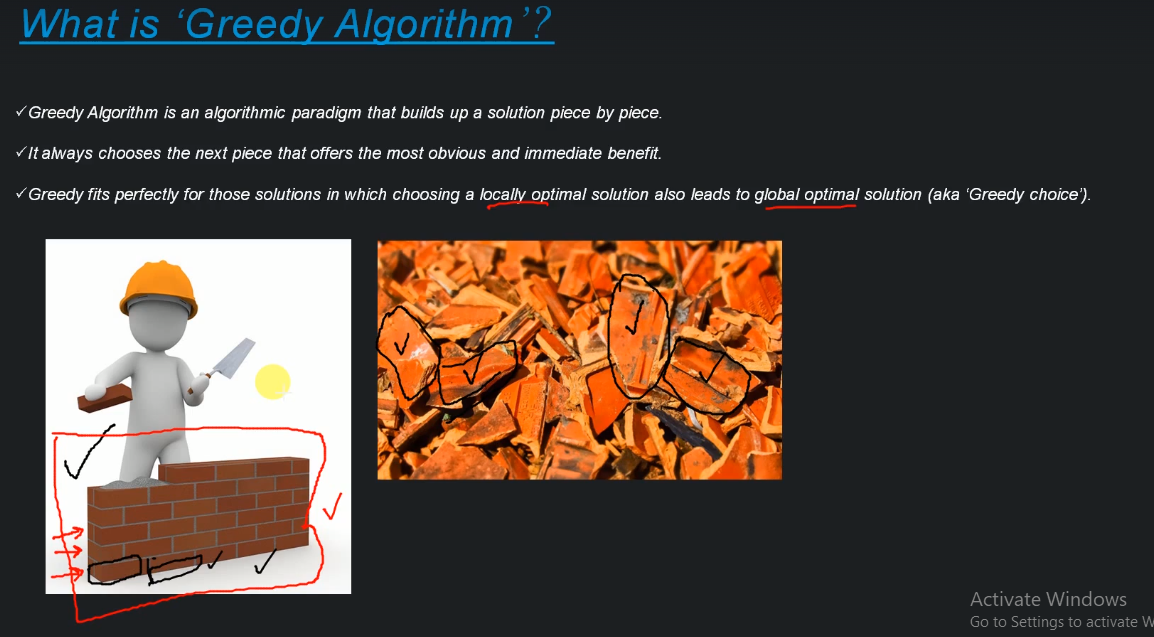 What is ‘Greedy Algorithm’?
✓Greedy Algorithm is an algorithmic paradigm that builds up a solution piece by piece.
✓It always chooses the next piece that offers the most obvious and immediate benefit.
✓Greedy fits perfectly for those solutions in which choosing a locally optimal solution also leads to global optimal solution (aka ‘Greedy choice’).
Activate Windows
Go to Settings to activate W